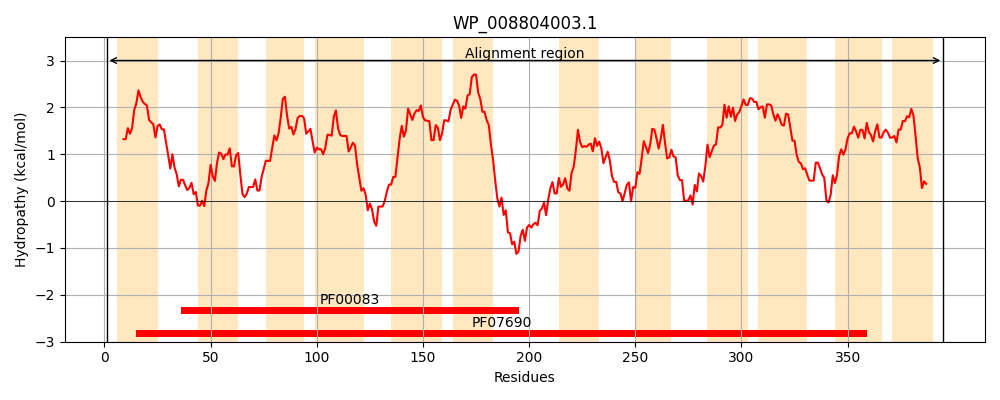 WP_008804003.1
Alignment region
Hydropathy (kcal/mol)
3
2
1
0
−1
−2
−3
PF00083
PF07690
0 50 100 150 200 250 300 350
Residues